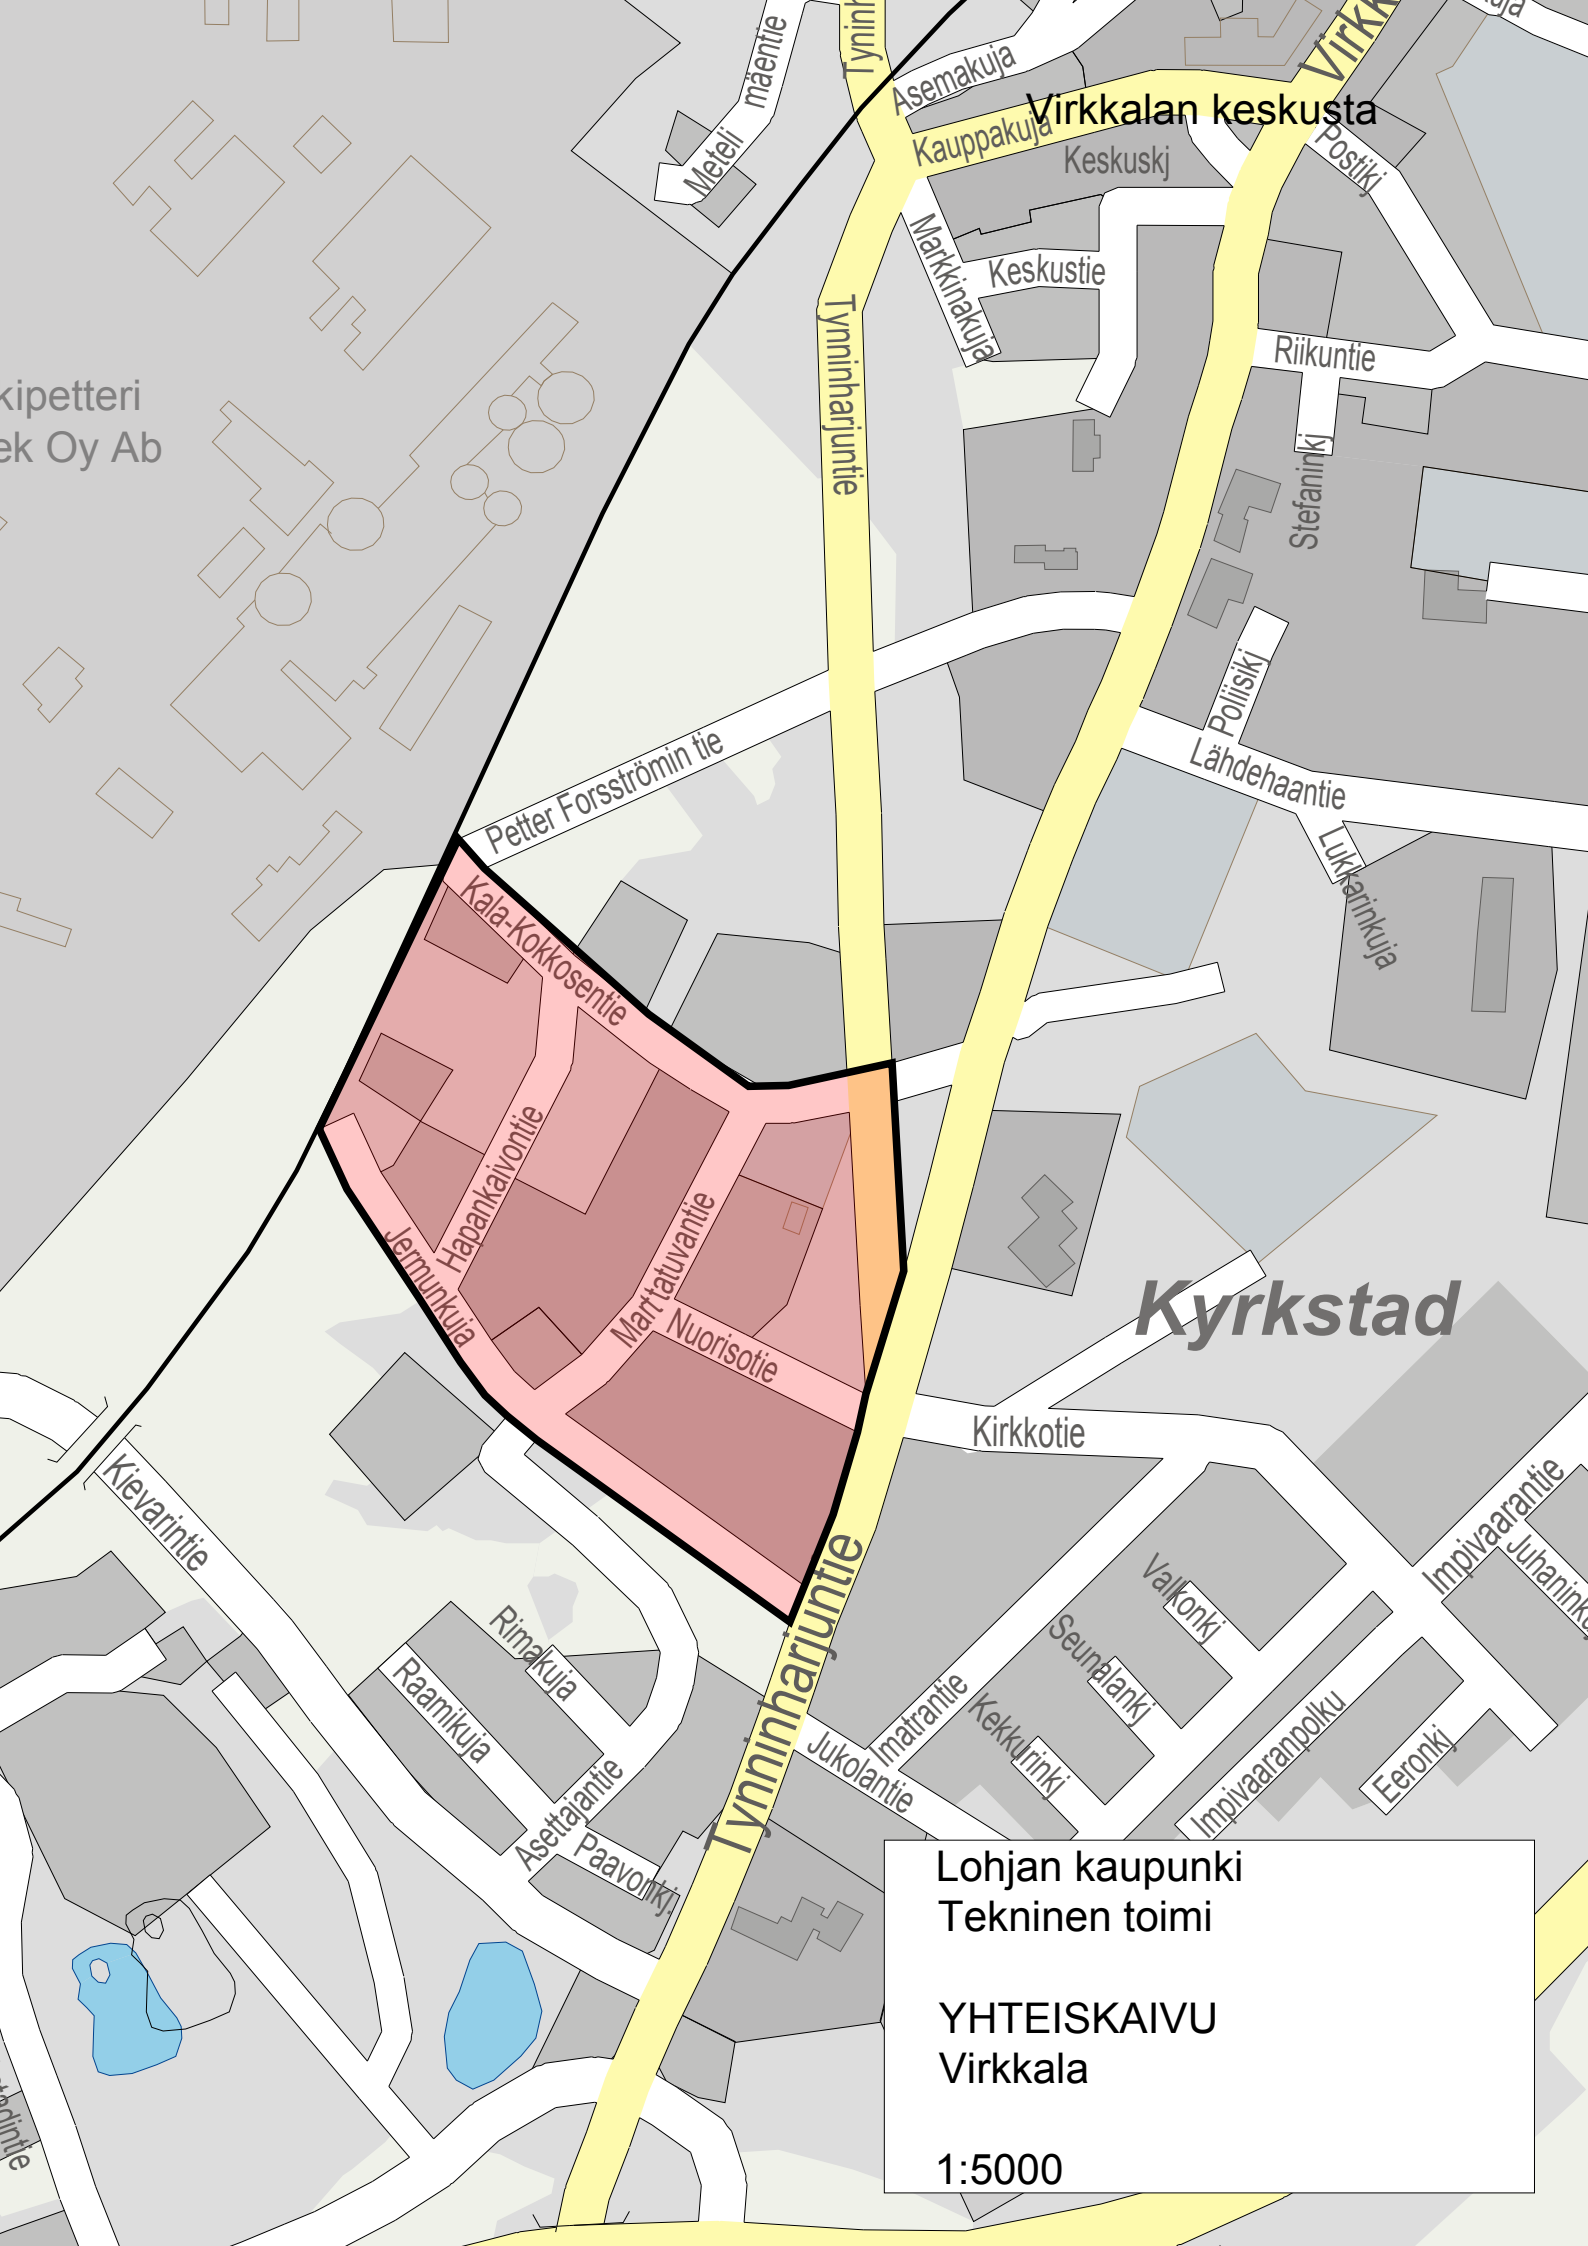 mäentie
Meteli
Asemakuja
Virkkalan keskusta
Kauppakuja
Keskuskj
Postikj
Markkinakuja
Keskustie
Tynninharjuntie
Riikuntie
Stefaninkj
kipetteri
ek Oy Ab
Poliisikj
Lähdehaantie
Petter Forsströmin tie
Lukkarinkuja
Kala-Kokkosentie
Hapankaivontie
Marttatuvantie
Jermunkuja
Nuorisotie
Kyrkstad
Kirkkotie
Kievarintie
Impivaarantie
Valkonkj
Seunalankj
Rimakuja
Raamikuja
Tynninharjuntie
Imatrantie
Kekkurinkj
Jukolantie
Impivaaranpolku
Eeronkj
Asettajantie
Paavonkj.
Lohjan kaupunki
Tekninen toimi
YHTEISKAIVU
Virkkala
1:5000